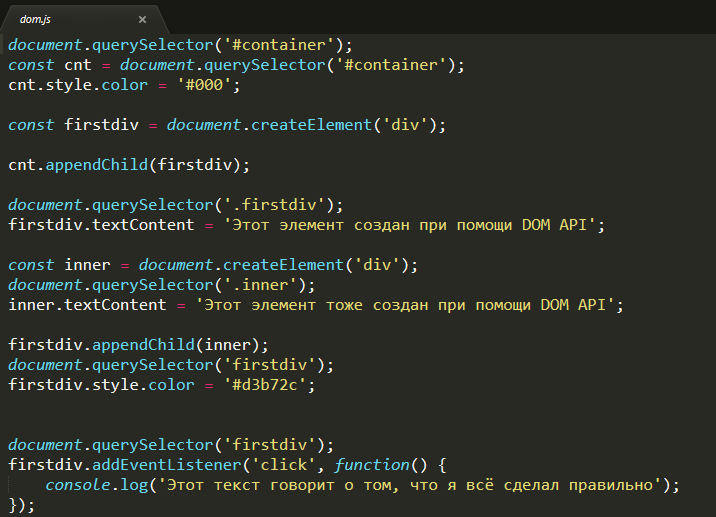 dom.js ×
document.querySelector('#container');
const cnt = document.querySelector('#container');
cnt.style.color = '#000';
const firstdiv = document.createElement('div');
cnt.appendChild(firstdiv);
document.querySelector('.firstdiv');
firstdiv.textContent = 'Этот элемент создан при помощи DOM API';
const inner = document.createElement('div');
document.querySelector('.inner');
inner.textContent = 'Этот элемент тоже создан при помощи DOM API';
firstdiv.appendChild(inner);
document.querySelector('firstdiv');
firstdiv.style.color = '#d3b72c';
document.querySelector('firstdiv');
firstdiv.addEventListener('click', function() {
    console.log('Этот текст говорит о том, что я всё сделал правильно');
});